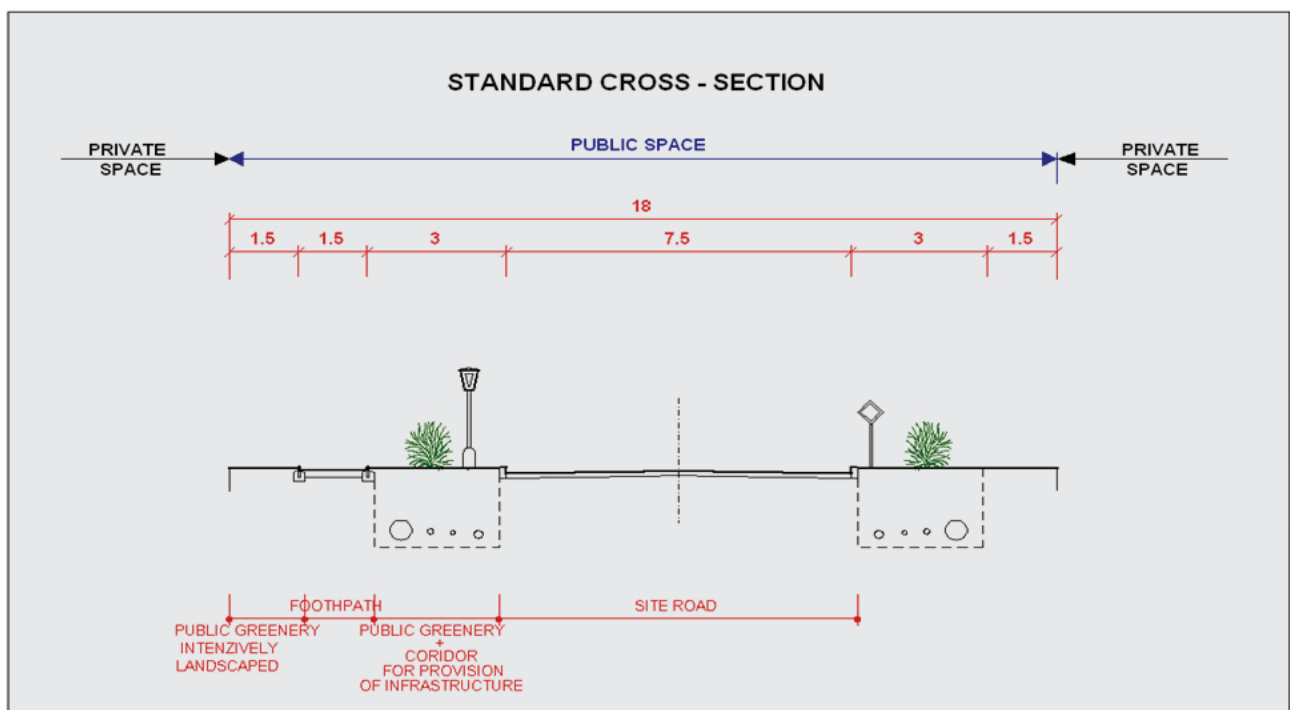 STANDARD CROSS - SECTION
PRIVATE
SPACE
PUBLIC SPACE
PRIVATE
SPACE
18
1.5 1.5 3 7.5 3 1.5
FOOTHPATH
SITE ROAD
PUBLIC GREENERY
INTENZIVELY
LANDSCAPED
PUBLIC GREENERY
+
CORIDOR
FOR PROVISION
OF INFRASTRUCTURE